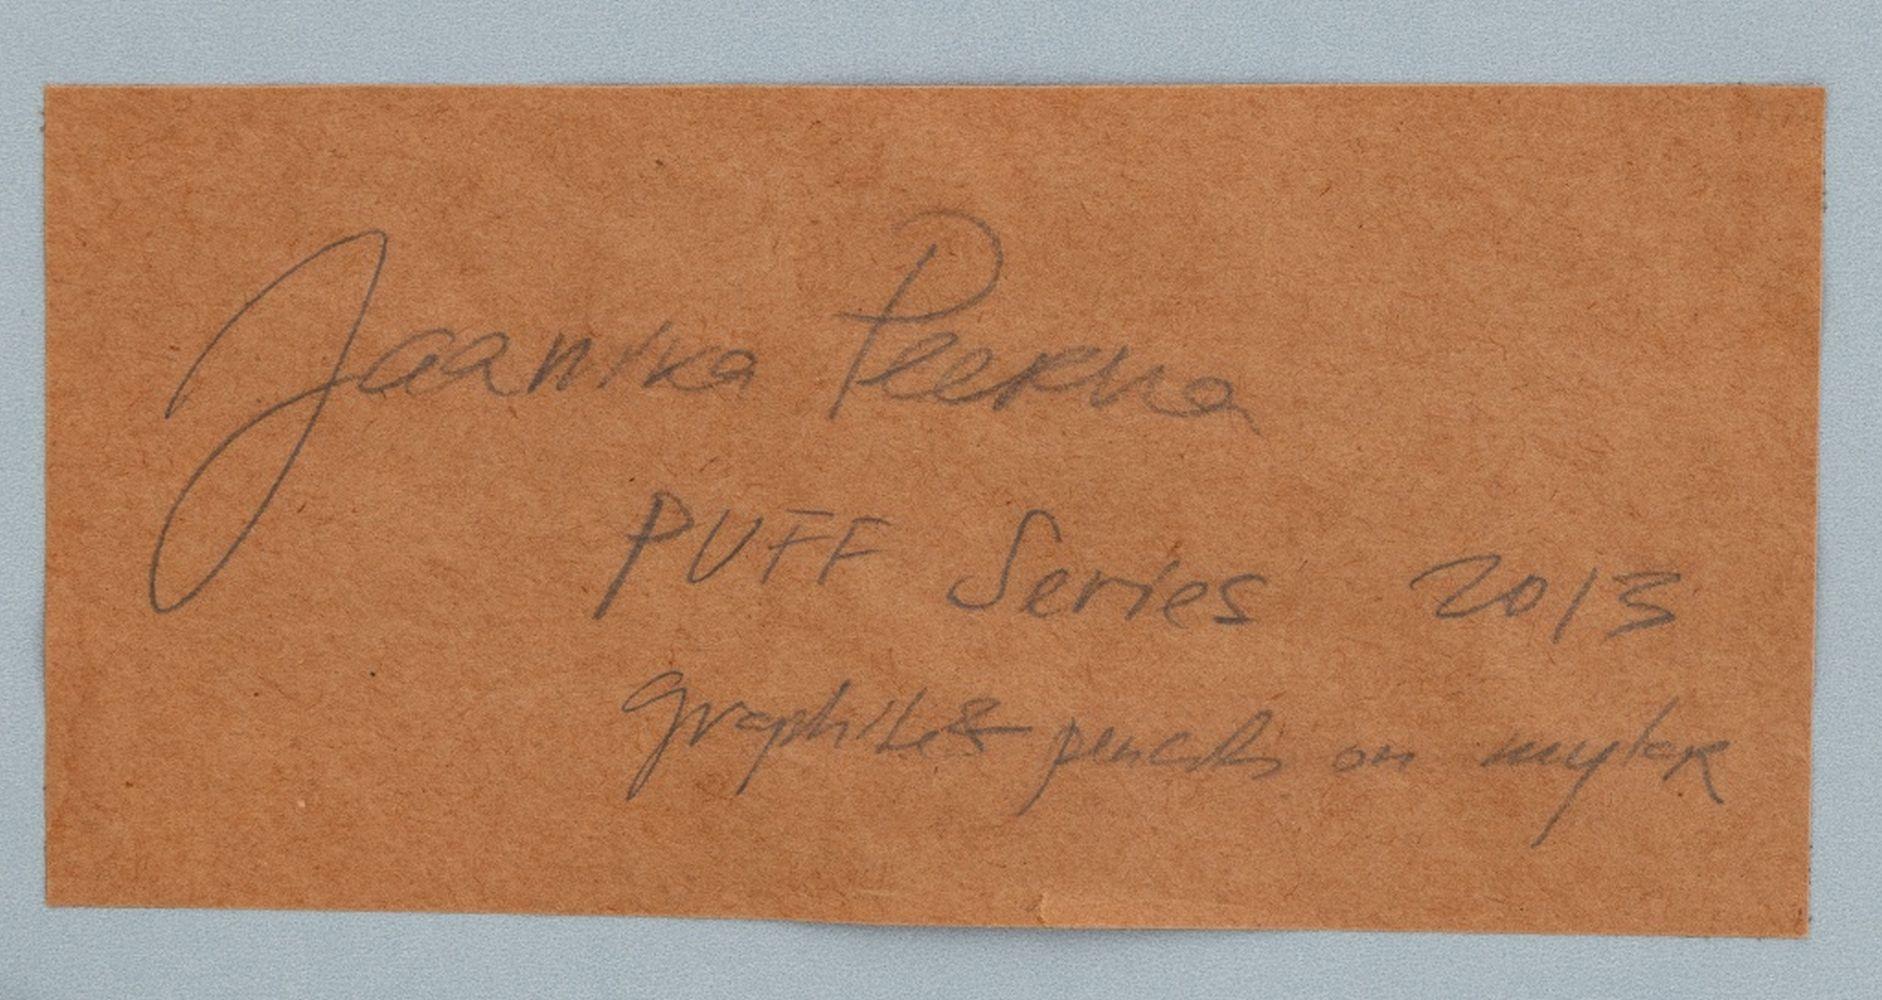 Jaanika Peerna
PUFF Series 2013
graphite & pencils on mylar